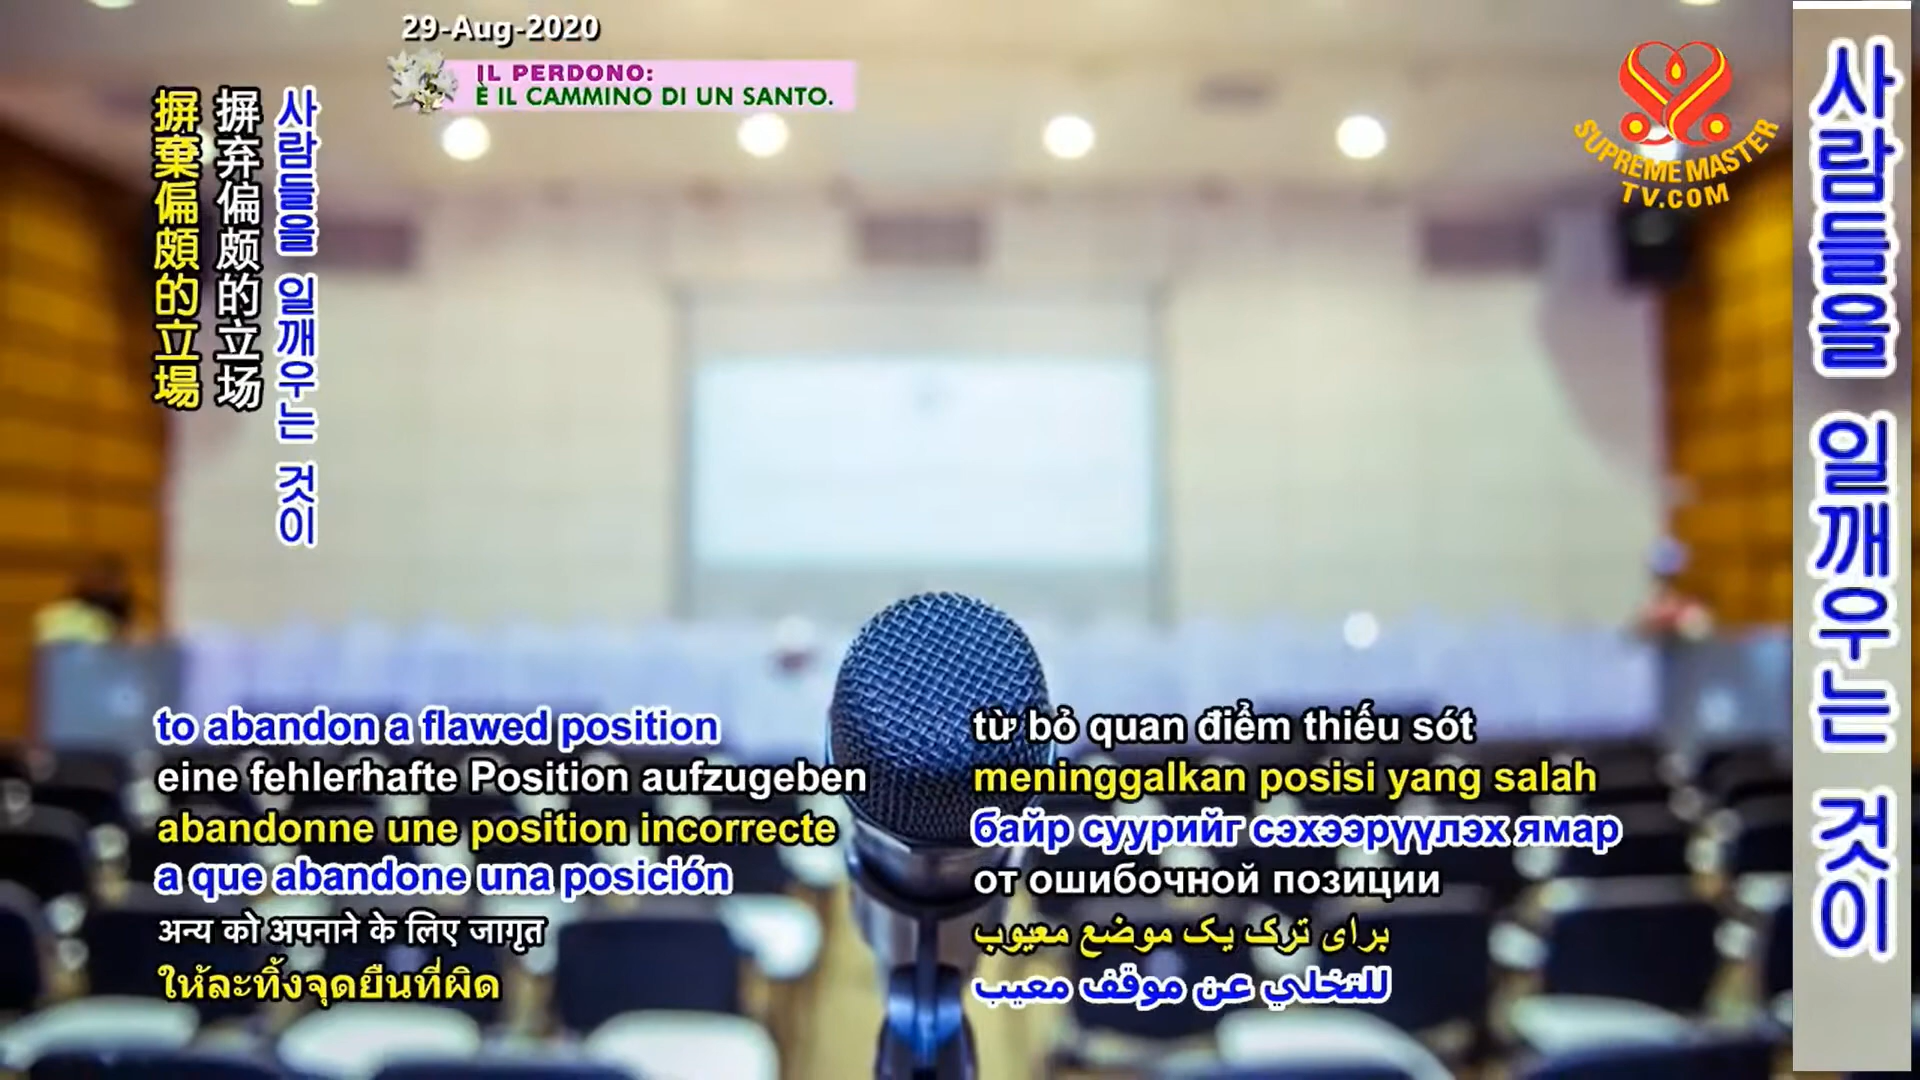 29-Aug-2020
IL PERDONO:
È IL CAMMINO DI UN SANTO.
SUPREME MASTER
TV.COM
摒棄偏頗的立場
摒弃偏颇的立场
사람들을 일깨우는 것이
사람들을 일깨우는 것이
to abandon a flawed position
eine fehlerhafte Position aufzugeben
abandonne une position incorrecte
a que abandone una posición
अन्य को अपनाने के लिए जागृत
ให้ละทิ้งจุดยืนที่ผิด
từ bỏ quan điểm thiếu sót
meninggalkan posisi yang salah
байр суурийг сэхээрүүлэх ямар
от ошибочной позиции
برای ترک یک موضع معیوب
للتخلي عن موقف معيب